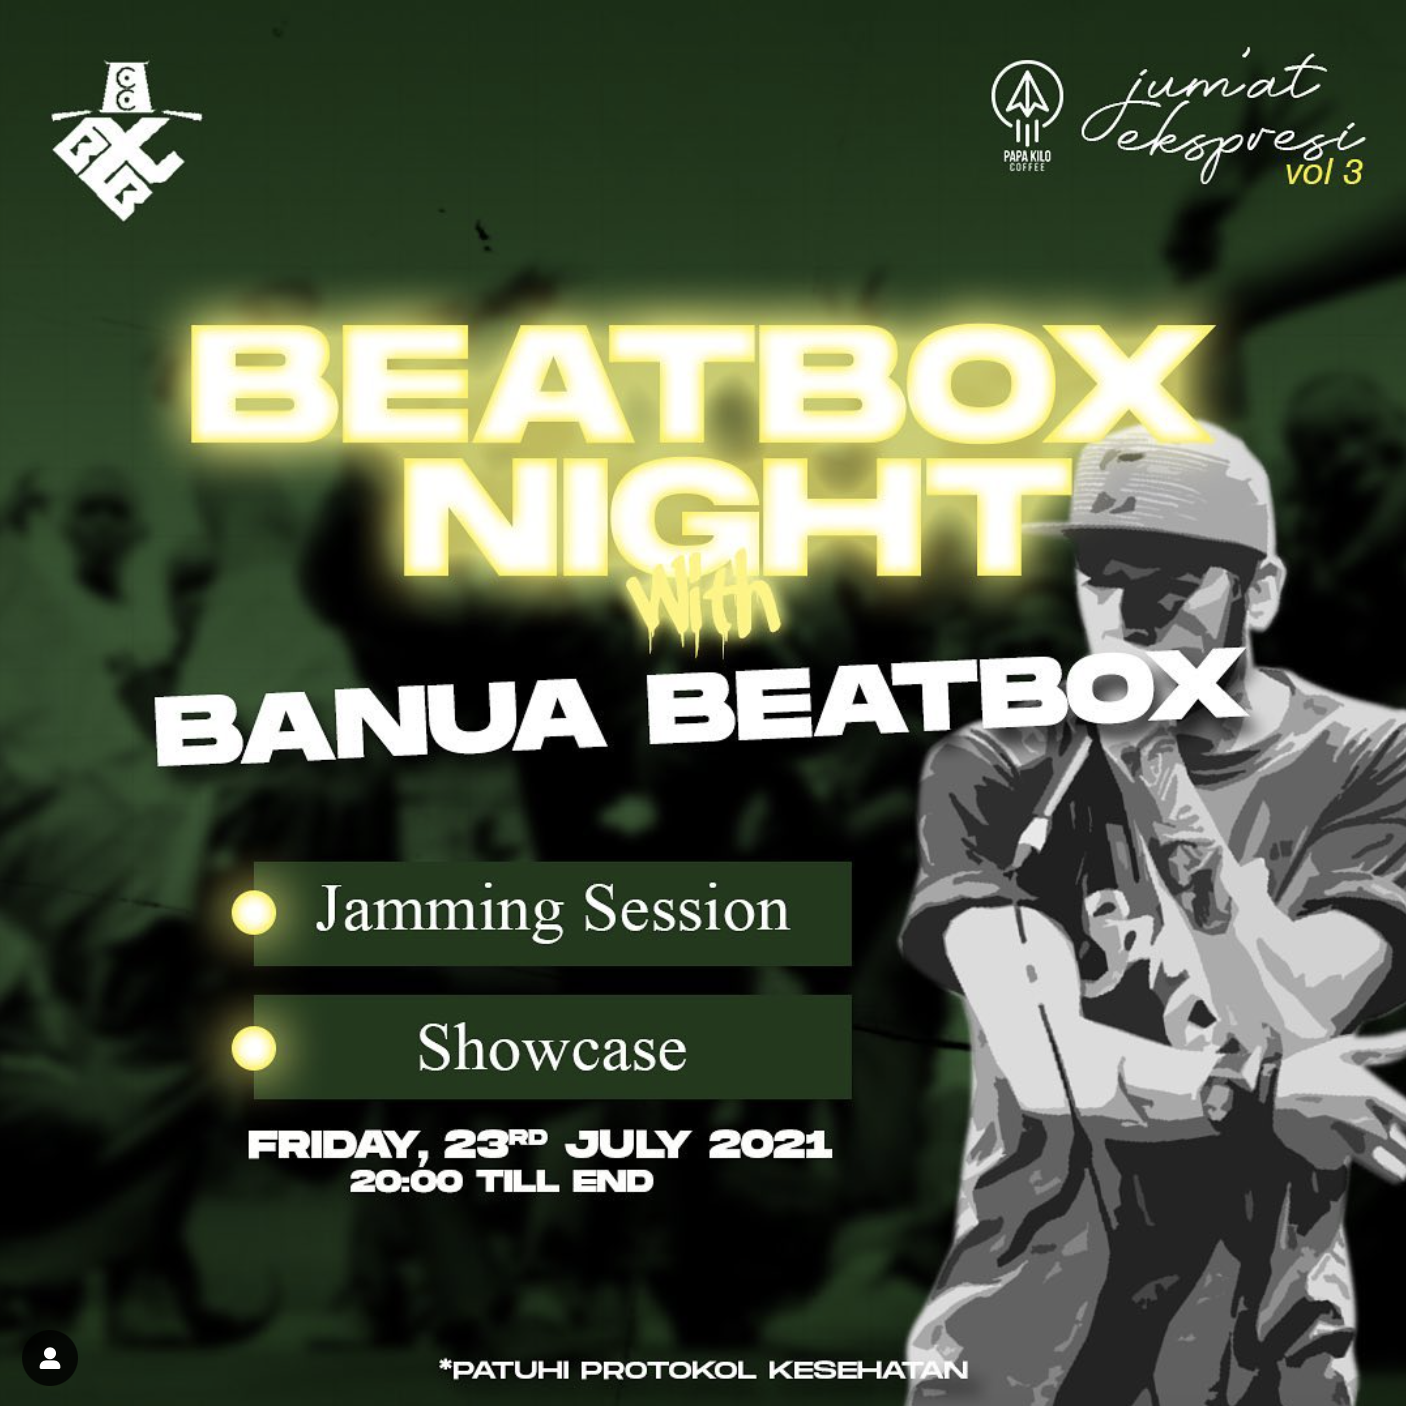 PAPA KILO
COFFEE
jum'at
ekspresi
vol 3
BEATBOX
NIGHT
With
BANUA BEATBOX
Jamming Session
Showcase
FRIDAY, 23RD JULY 2021
20:00 TILL END
*PATUHI PROTOKOL KESEHATAN